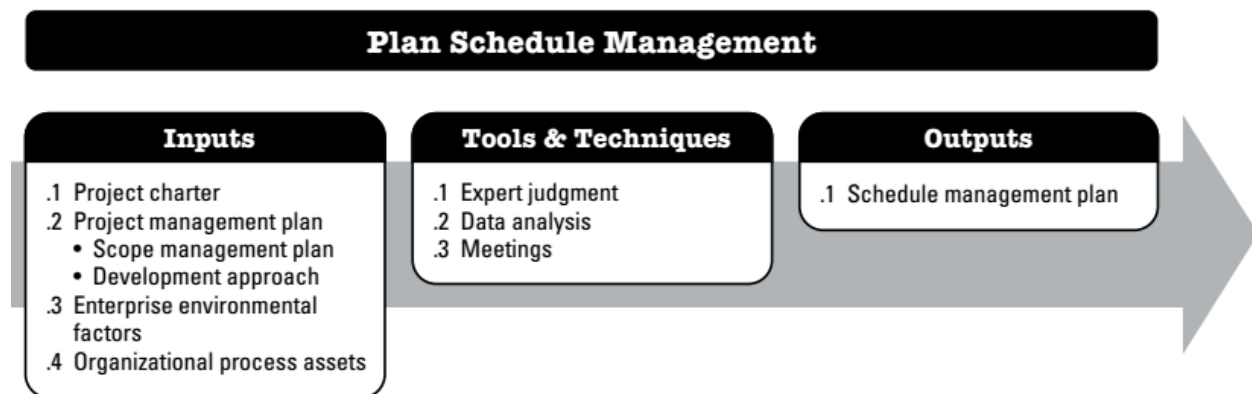 Plan Schedule Management
Inputs
.1 Project charter
.2 Project management plan
• Scope management plan
• Development approach
.3 Enterprise environmental
factors
.4 Organizational process assets
Tools & Techniques
.1 Expert judgment
.2 Data analysis
.3 Meetings
Outputs
.1 Schedule management plan